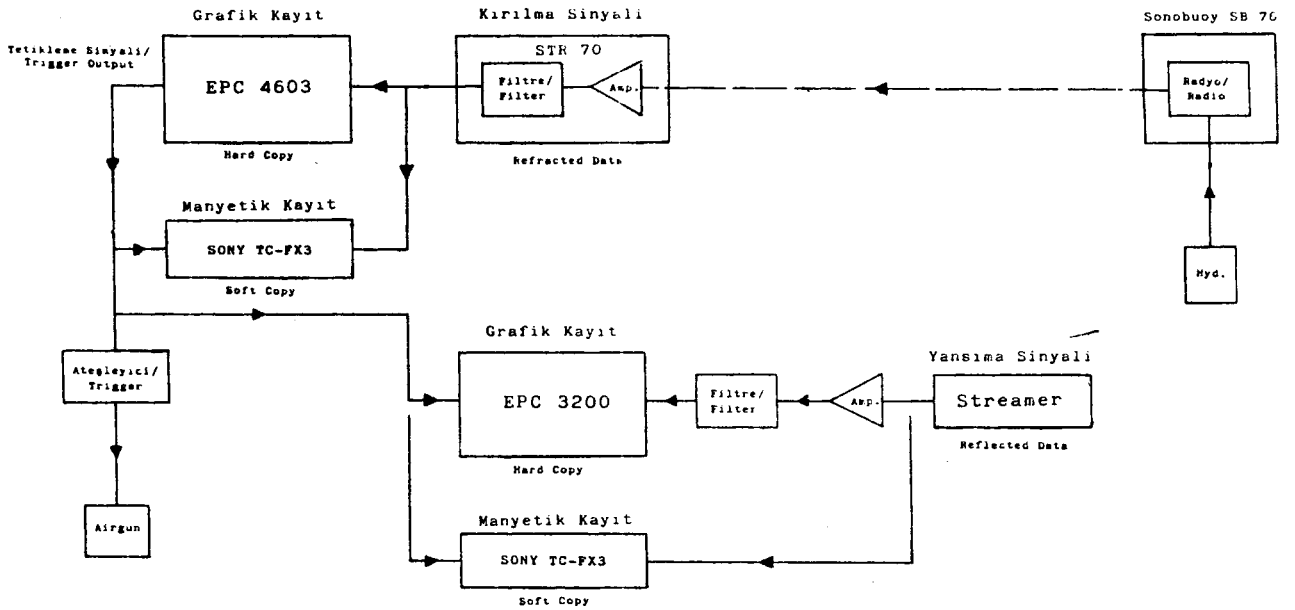 Grafik Kayıt
Kırılma Sinyali
Sonobuoy SB 76
Tetikleme Sinyali/
Trigger Output
EPC 4603
STR 70
Filtre/
Filter
Amp.
Radyo/
Radio
Hard Copy
Refracted Data
Manyetik Kayıt
SONY TC-FX3
Soft Copy
Hyd.
Grafik Kayıt
Yansıma Sinyali
Ateşleyici/
Trigger
EPC 3200
Filtre/
Filter
Amp.
Streamer
Hard Copy
Reflected Data
Airgun
Manyetik Kayıt
SONY TC-FX3
Soft Copy